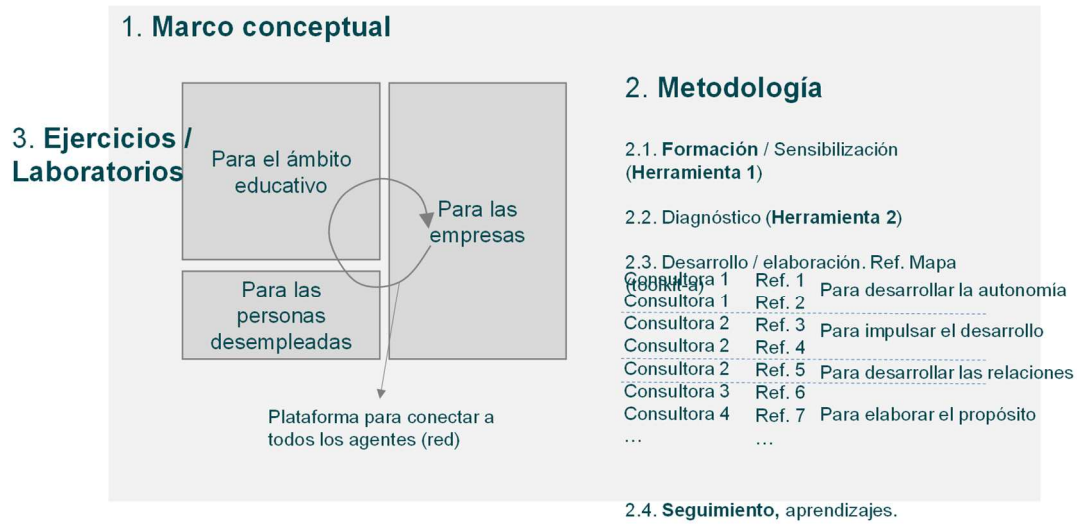 1. Marco conceptual
3. Ejercicios /
Laboratorios
Para el ámbito
educativo
Para las
empresas
Para las
personas
desempleadas
Plataforma para conectar a
todos los agentes (red)
2. Metodología
2.1. Formación / Sensibilización
(Herramienta 1)
2.2. Diagnóstico (Herramienta 2)
2.3. Desarrollo / elaboración. Ref. Mapa
(toolkit-a)
Consultora 1 Ref. 1
Consultora 1 Ref. 2
Para desarrollar la autonomía
Consultora 2 Ref. 3
Consultora 2 Ref. 4
Para impulsar el desarrollo
Consultora 2 Ref. 5 Para desarrollar las relaciones
Consultora 3 Ref. 6
Consultora 4 Ref. 7 Para elaborar el propósito
… …
2.4. Seguimiento, aprendizajes.